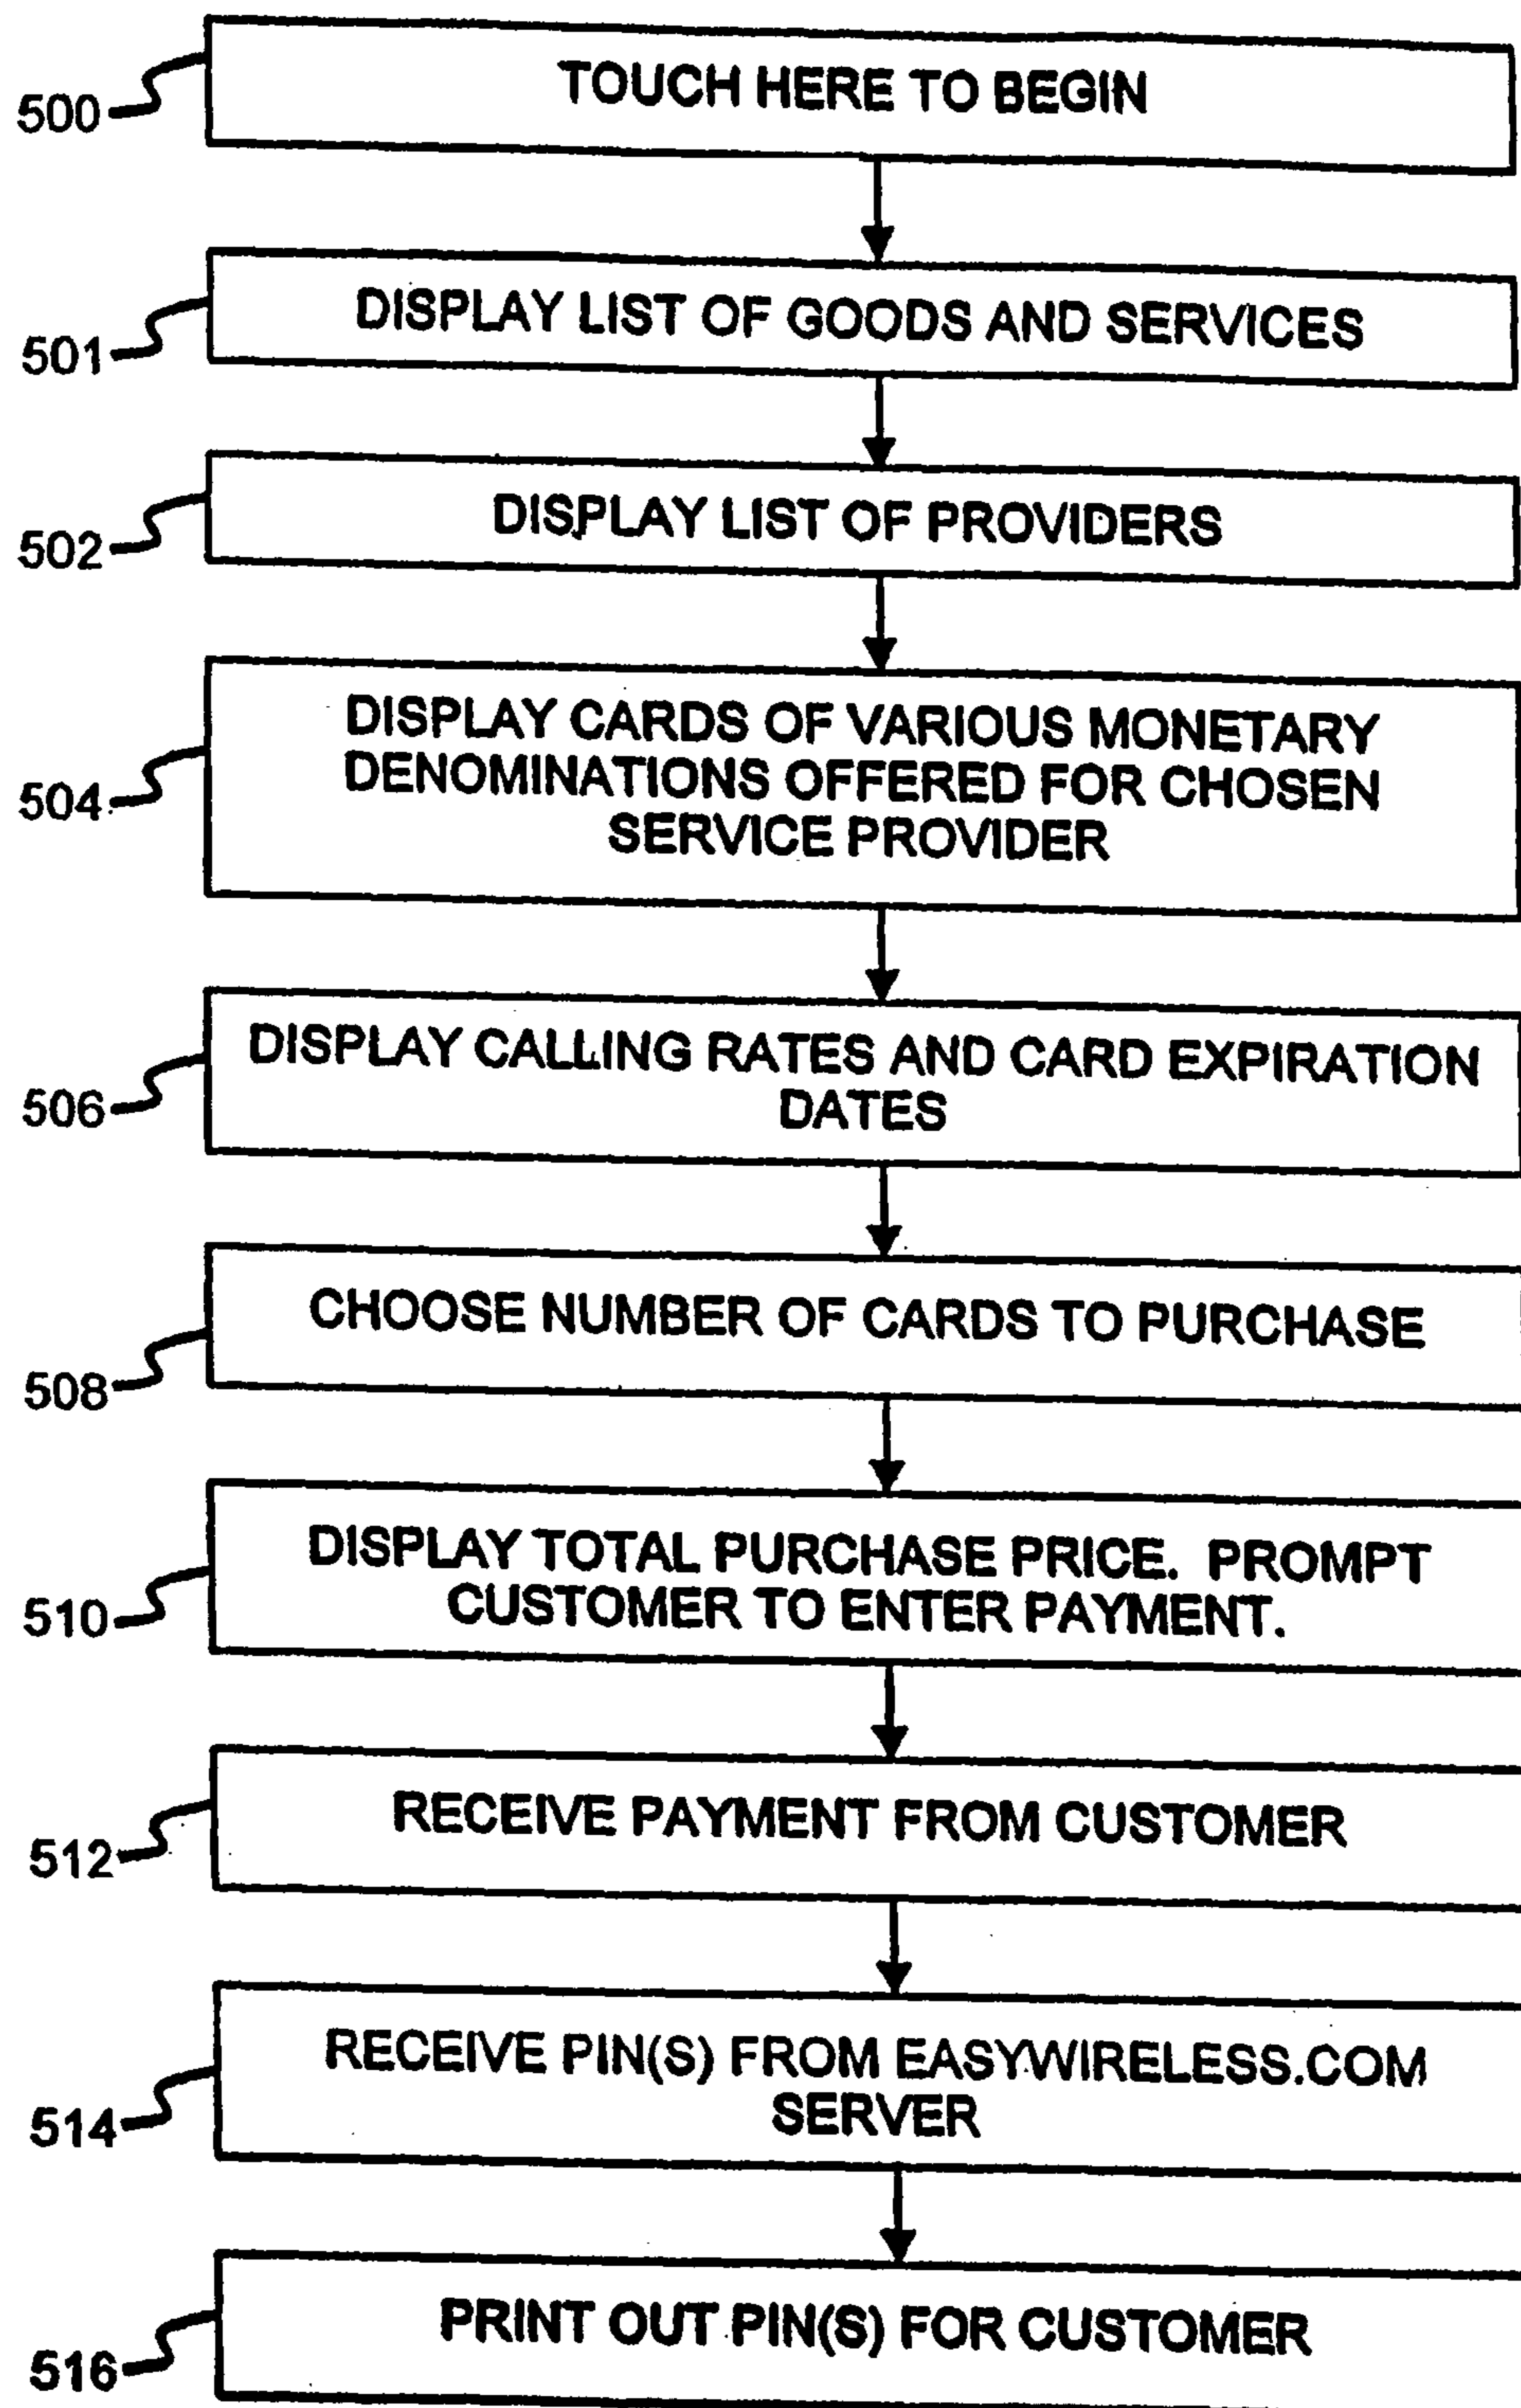 500
TOUCH HERE TO BEGIN
501
DISPLAY LIST OF GOODS AND SERVICES
502
DISPLAY LIST OF PROVIDERS
504
DISPLAY CARDS OF VARIOUS MONETARY
DENOMINATIONS OFFERED FOR CHOSEN
SERVICE PROVIDER
506
DISPLAY CALLING RATES AND CARD EXPIRATION
DATES
508
CHOOSE NUMBER OF CARDS TO PURCHASE
510
DISPLAY TOTAL PURCHASE PRICE. PROMPT
CUSTOMER TO ENTER PAYMENT.
512
RECEIVE PAYMENT FROM CUSTOMER
514
RECEIVE PIN(S) FROM EASYWIRELESS.COM
SERVER
516
PRINT OUT PIN(S) FOR CUSTOMER